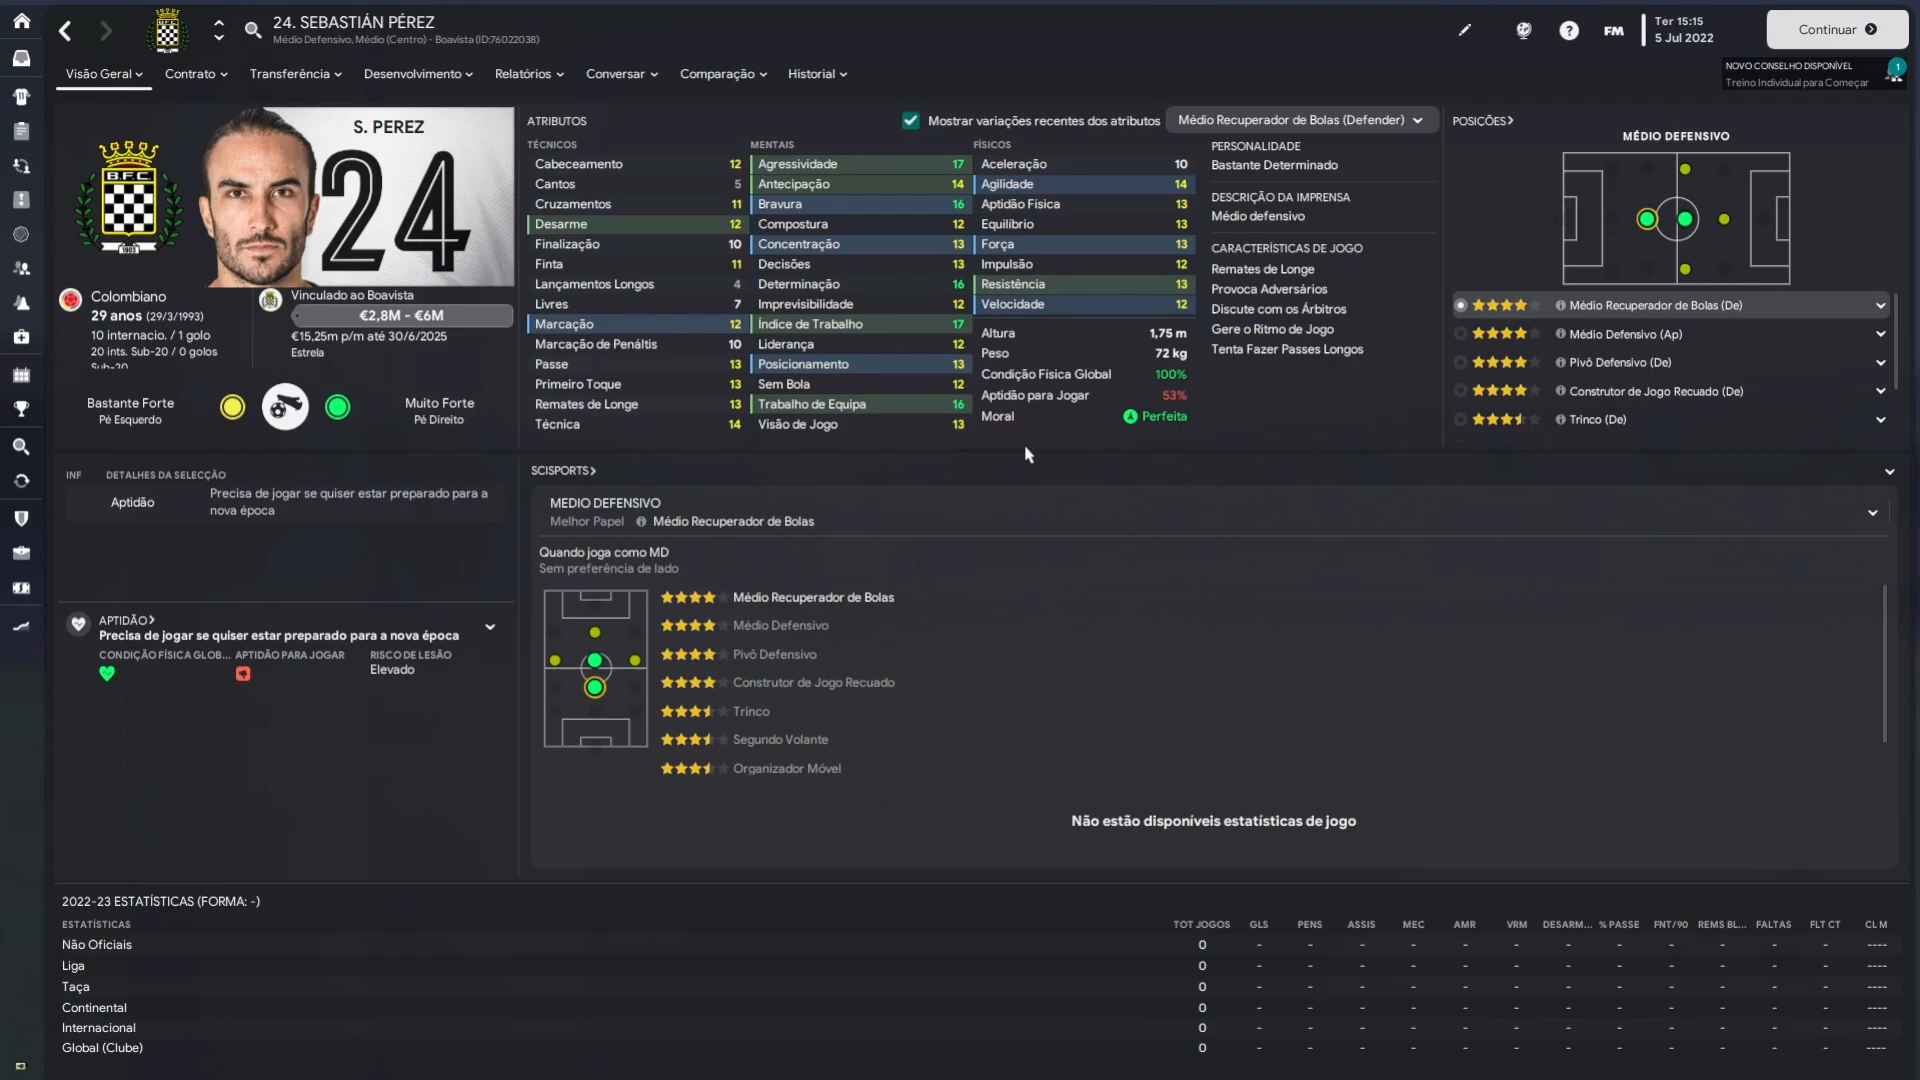 24. SEBASTIÁN PÉREZ
Médio Defensivo, Médio (Centro) - Boavista (ID:76022038)
FM
Ter 15:15
5 Jul 2022
Continuar
Visão Geral
Contrato
Transferência
Desenvolvimento
Relatórios
Conversar
Comparação
Historial
NOVO CONSELHO DISPONÍVEL
Treino Individual para Começar
1
B.F.C.
1903
S. PEREZ
24
Colombiano
29 anos (29/3/1993)
10 internacio. / 1 golo
20 ints. Sub-20 / 0 golos
Sub-20
Vinculado ao Boavista
€2,8M - €6M
€15,25m p/m até 30/6/2025
Estrela
Bastante Forte
Pé Esquerdo
Muito Forte
Pé Direito
ATRIBUTOS
Mostrar variações recentes dos atributos
Médio Recuperador de Bolas (Defender)
TÉCNICOS
Cabeceamento 12
Cantos 5
Cruzamentos 11
Desarme 12
Finalização 10
Finta 11
Lançamentos Longos 4
Livres 7
Marcação 12
Marcação de Penáltis 10
Passe 13
Primeiro Toque 13
Remates de Longe 13
Técnica 14
MENTAIS
Agressividade 17
Antecipação 14
Bravura 16
Compostura 12
Concentração 13
Decisões 13
Determinação 16
Imprevisibilidade 12
Índice de Trabalho 17
Liderança 12
Posicionamento 13
Sem Bola 12
Trabalho de Equipa 16
Visão de Jogo 13
FÍSICOS
Aceleração 10
Agilidade 14
Aptidão Física 13
Equilíbrio 13
Força 13
Impulsão 12
Resistência 13
Velocidade 12
Altura 1,75 m
Peso 72 kg
Condição Física Global 100%
Aptidão para Jogar 53%
Moral Perfeita
PERSONALIDADE
Bastante Determinado
DESCRIÇÃO DA IMPRENSA
Médio defensivo
CARACTERÍSTICAS DE JOGO
Remates de Longe
Provoca Adversários
Discute com os Árbitros
Gere o Ritmo de Jogo
Tenta Fazer Passes Longos
POSIÇÕES
MÉDIO DEFENSIVO
Médio Recuperador de Bolas (De)
Médio Defensivo (Ap)
Pivô Defensivo (De)
Construtor de Jogo Recuado (De)
Trinco (De)
INF DETALHES DA SELECÇÃO
Aptidão
Precisa de jogar se quiser estar preparado para a
nova época
APTIDÃO
Precisa de jogar se quiser estar preparado para a nova época
CONDIÇÃO FÍSICA GLOB... APTIDÃO PARA JOGAR RISCO DE LESÃO
Elevado
SCISPORTS
MEDIO DEFENSIVO
Melhor Papel Médio Recuperador de Bolas
Quando joga como MD
Sem preferência de lado
Médio Recuperador de Bolas
Médio Defensivo
Pivô Defensivo
Construtor de Jogo Recuado
Trinco
Segundo Volante
Organizador Móvel
Não estão disponíveis estatísticas de jogo
2022-23 ESTATÍSTICAS (FORMA: -)
ESTATÍSTICAS TOT JOGOS GLS PENS ASSIS MEC AMR VRM DESARM... % PASSE FNT/90 REMS BL... FALTAS FLT CT CL M
Não Oficiais 0 - - - - - - - - - - - - ----
Liga 0 - - - - - - - - - - - - ----
Taça 0 - - - - - - - - - - - - ----
Continental 0 - - - - - - - - - - - - ----
Internacional 0 - - - - - - - - - - - - ----
Global (Clube) 0 - - - - - - - - - - - - ----